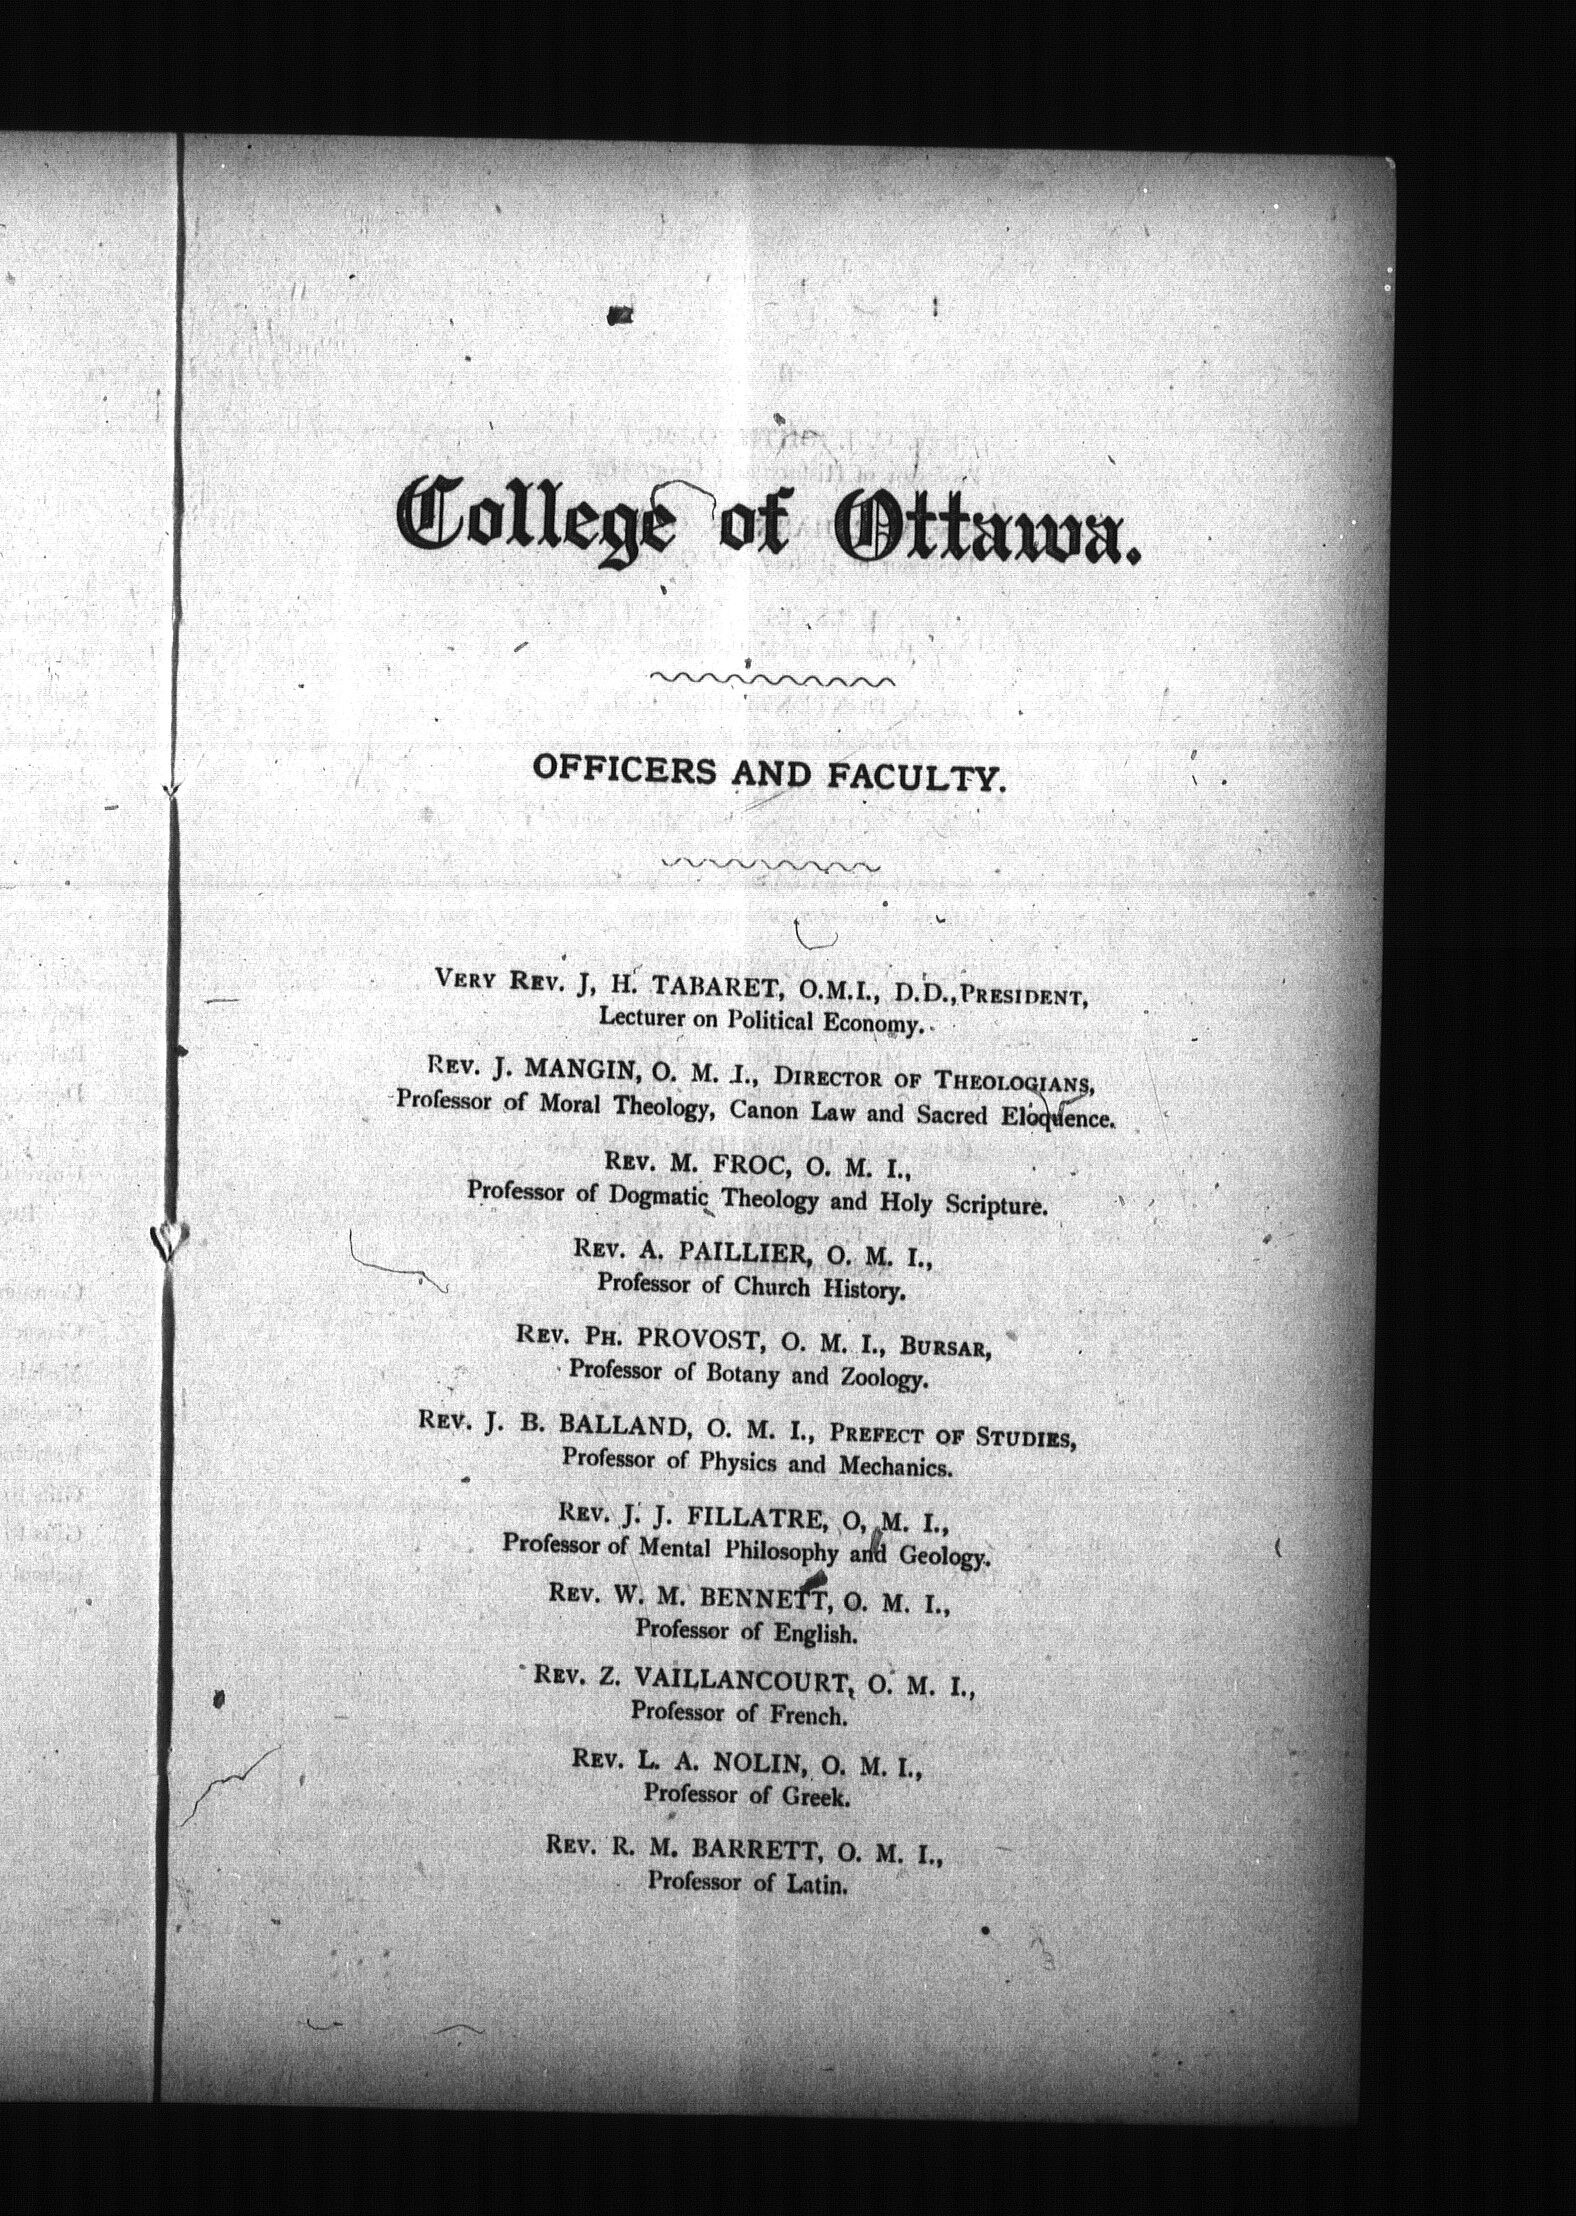 College of Ottawa.
OFFICERS AND FACULTY.
VERY REV. J, H. TABARET, O.M.I., D.D., PRESIDENT,
Lecturer on Political Economy.
REV. J. MANGIN, O. M. I., DIRECTOR OF THEOLOGIANS,
Professor of Moral Theology, Canon Law and Sacred Eloquence.
REV. M. FROC, O. M. I.,
Professor of Dogmatic Theology and Holy Scripture.
REV. A. PAILLIER, O. M. I.,
Professor of Church History.
REV. PH. PROVOST, O. M. I., BURSAR,
Professor of Botany and Zoology.
REV. J. B. BALLAND, O. M. I., PREFECT OF STUDIES,
Professor of Physics and Mechanics.
REV. J. J. FILLATRE, O, M. I.,
Professor of Mental Philosophy and Geology.
REV. W. M. BENNETT, O. M. I.,
Professor of English.
REV. Z. VAILLANCOURT, O. M. I.,
Professor of French.
REV. L. A. NOLIN, O. M. I.,
Professor of Greek.
REV. R. M. BARRETT, O. M. I.,
Professor of Latin.